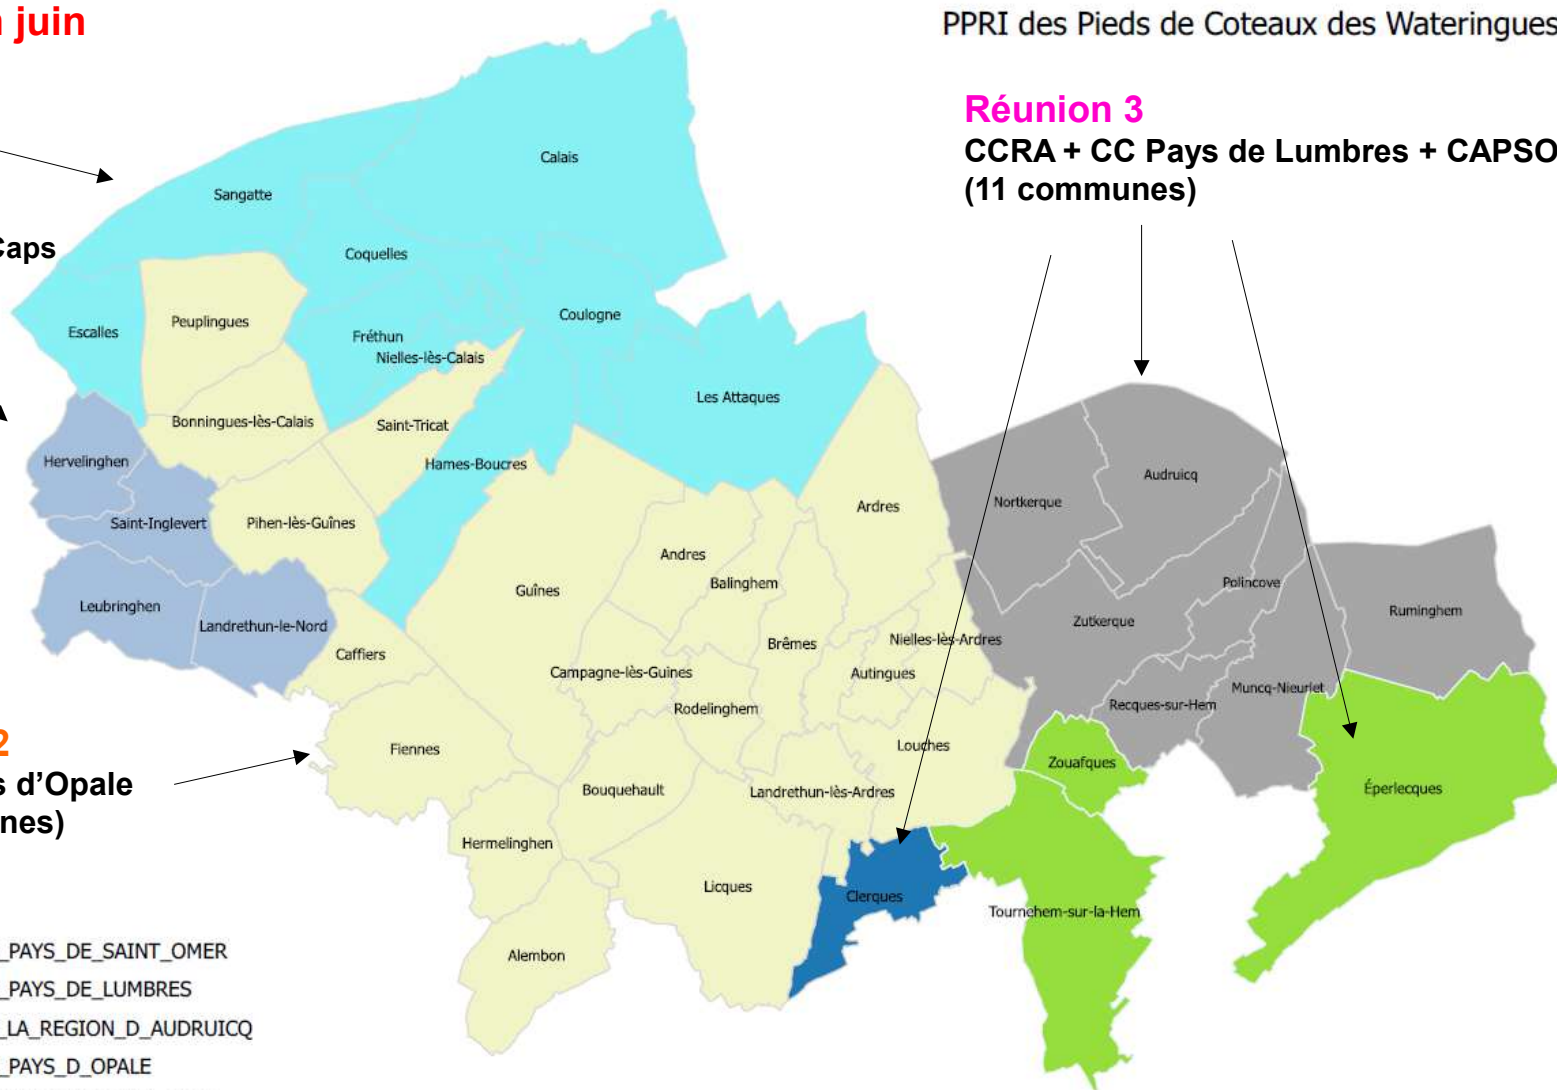 juin
PPRI des Pieds de Coteaux des Wateringues
Réunion 3
CCRA + CC Pays de Lumbres + CAPSO
(11 communes)
Calais
Sangatte
Caps
Coquelles
Escalles
Peuplingues
Coulogne
Fréthun
Nielles-lès-Calais
Les Attaques
Bonningues-lès-Calais
Saint-Tricat
Hervelinghen
Hames-Boucres
Audruicq
Nortkerque
Ardres
Saint-Inglevert
Pihen-lès-Guînes
Andres
Balinghem
Guînes
Polincove
Leubringhen
Ruminghem
Landrethun-le-Nord
Zutkerque
Caffiers
Brêmes
Nielles-lès-Ardres
Campagne-lès-Guines
Autingues
Muncq-Nieurlet
Rodelinghem
Recques-sur-Hem
2
Fiennes
Louches
Zouafques
s d'Opale
Bouquehault
Landrethun-lès-Ardres
Éperlecques
nes)
Hermelinghen
Licques
Clerques
Tournehem-sur-la-Hem
Alembon
_PAYS_DE_SAINT_OMER
_PAYS_DE_LUMBRES
_LA_REGION_D_AUDRUICQ
_PAYS_D_OPALE